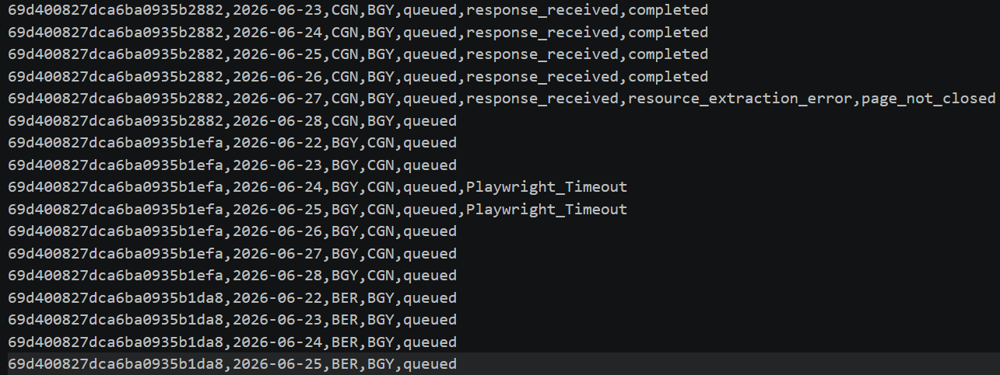 69d400827dca6ba0935b2882,2026-06-23,CGN,BGY,queued,response_received,completed
69d400827dca6ba0935b2882,2026-06-24,CGN,BGY,queued,response_received,completed
69d400827dca6ba0935b2882,2026-06-25,CGN,BGY,queued,response_received,completed
69d400827dca6ba0935b2882,2026-06-26,CGN,BGY,queued,response_received,completed
69d400827dca6ba0935b2882,2026-06-27,CGN,BGY,queued,response_received,resource_extraction_error,page_not_closed
69d400827dca6ba0935b2882,2026-06-28,CGN,BGY,queued
69d400827dca6ba0935b1efa,2026-06-22,BGY,CGN,queued
69d400827dca6ba0935b1efa,2026-06-23,BGY,CGN,queued
69d400827dca6ba0935b1efa,2026-06-24,BGY,CGN,queued,Playwright_Timeout
69d400827dca6ba0935b1efa,2026-06-25,BGY,CGN,queued,Playwright_Timeout
69d400827dca6ba0935b1efa,2026-06-26,BGY,CGN,queued
69d400827dca6ba0935b1efa,2026-06-27,BGY,CGN,queued
69d400827dca6ba0935b1efa,2026-06-28,BGY,CGN,queued
69d400827dca6ba0935b1da8,2026-06-22,BER,BGY,queued
69d400827dca6ba0935b1da8,2026-06-23,BER,BGY,queued
69d400827dca6ba0935b1da8,2026-06-24,BER,BGY,queued
69d400827dca6ba0935b1da8,2026-06-25,BER,BGY,queued